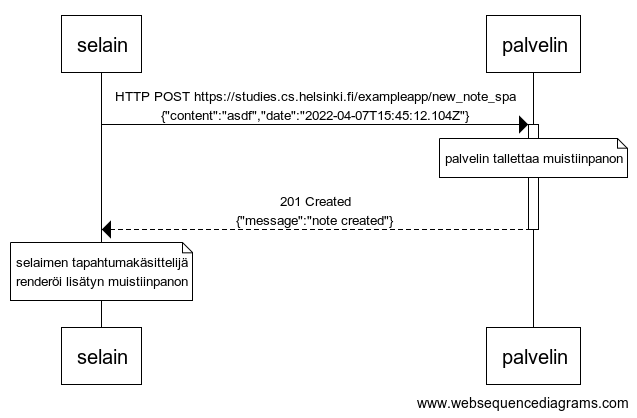 selain
palvelin
HTTP POST https://studies.cs.helsinki.fi/exampleapp/new_note_spa
{"content":"asdf","date":"2022-04-07T15:45:12.104Z"}
palvelin tallettaa muistiinpanon
201 Created
{"message":"note created"}
selaimen tapahtumakäsittelijä
renderöi lisätyn muistiinpanon
selain
palvelin
www.websequencediagrams.com